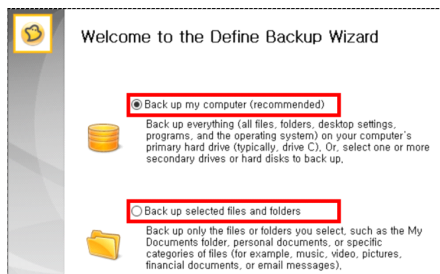 Welcome to the Define Backup Wizard
Back up my computer (recommended)
Back up everything (all files, folders, desktop settings,
programs, and the operating system) on your computer's
primary hard drive (typically, drive C). Or, select one or more
secondary drives or hard disks to back up.
Back up selected files and folders
Back up only the files or folders you select, such as the My
Documents folder, personal documents, or specific
categories of files (for example, music, video, pictures,
financial documents, or email messages).